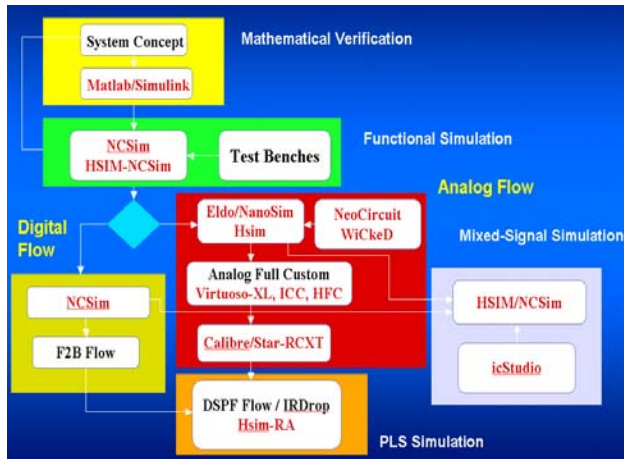 System Concept
Mathematical Verification
Matlab/Simulink
NCSim
HSIM-NCSim
Test Benches
Functional Simulation
Analog Flow
Digital
Flow
Eldo/NanoSim
Hsim
NeoCircuit
WiCkeD
Mixed-Signal Simulation
Analog Full Custom
Virtuoso-XL, ICC, HFC
NCSim
HSIM/NCSim
F2B Flow
Calibre/Star-RCXT
icStudio
DSPF Flow / IRDrop
Hsim-RA
PLS Simulation